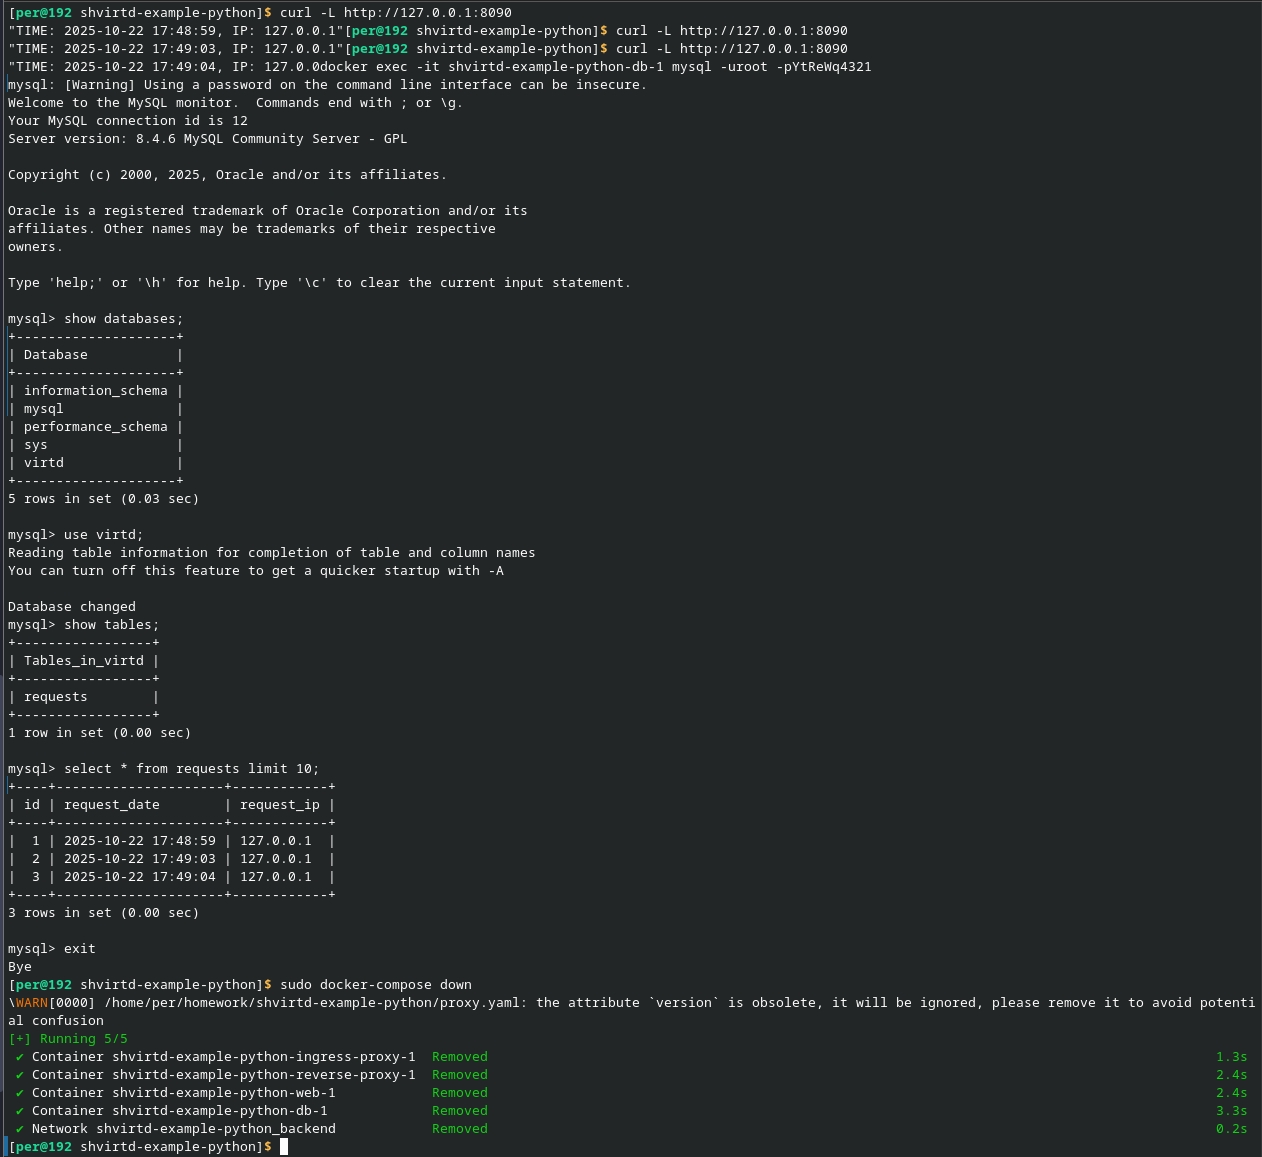 [per@192 shvirtd-example-python]$ curl -L http://127.0.0.1:8090
"TIME: 2025-10-22 17:48:59, IP: 127.0.0.1"[per@192 shvirtd-example-python]$ curl -L http://127.0.0.1:8090
"TIME: 2025-10-22 17:49:03, IP: 127.0.0.1"[per@192 shvirtd-example-python]$ curl -L http://127.0.0.1:8090
"TIME: 2025-10-22 17:49:04, IP: 127.0.0docker exec -it shvirtd-example-python-db-1 mysql -uroot -pYtReWq4321
mysql: [Warning] Using a password on the command line interface can be insecure.
Welcome to the MySQL monitor.  Commands end with ; or \g.
Your MySQL connection id is 12
Server version: 8.4.6 MySQL Community Server - GPL

Copyright (c) 2000, 2025, Oracle and/or its affiliates.

Oracle is a registered trademark of Oracle Corporation and/or its
affiliates. Other names may be trademarks of their respective
owners.

Type 'help;' or '\h' for help. Type '\c' to clear the current input statement.

mysql> show databases;
+--------------------+
| Database           |
+--------------------+
| information_schema |
| mysql              |
| performance_schema |
| sys                |
| virtd              |
+--------------------+
5 rows in set (0.03 sec)

mysql> use virtd;
Reading table information for completion of table and column names
You can turn off this feature to get a quicker startup with -A

Database changed
mysql> show tables;
+-----------------+
| Tables_in_virtd |
+-----------------+
| requests        |
+-----------------+
1 row in set (0.00 sec)

mysql> select * from requests limit 10;
+----+---------------------+------------+
| id | request_date        | request_ip |
+----+---------------------+------------+
|  1 | 2025-10-22 17:48:59 | 127.0.0.1  |
|  2 | 2025-10-22 17:49:03 | 127.0.0.1  |
|  3 | 2025-10-22 17:49:04 | 127.0.0.1  |
+----+---------------------+------------+
3 rows in set (0.00 sec)

mysql> exit
Bye
[per@192 shvirtd-example-python]$ sudo docker-compose down
\WARN[0000] /home/per/homework/shvirtd-example-python/proxy.yaml: the attribute `version` is obsolete, it will be ignored, please remove it to avoid potenti
al confusion
[+] Running 5/5
 ✔ Container shvirtd-example-python-ingress-proxy-1  Removed 1.3s
 ✔ Container shvirtd-example-python-reverse-proxy-1  Removed 2.4s
 ✔ Container shvirtd-example-python-web-1            Removed 2.4s
 ✔ Container shvirtd-example-python-db-1             Removed 3.3s
 ✔ Network shvirtd-example-python_backend            Removed 0.2s
[per@192 shvirtd-example-python]$